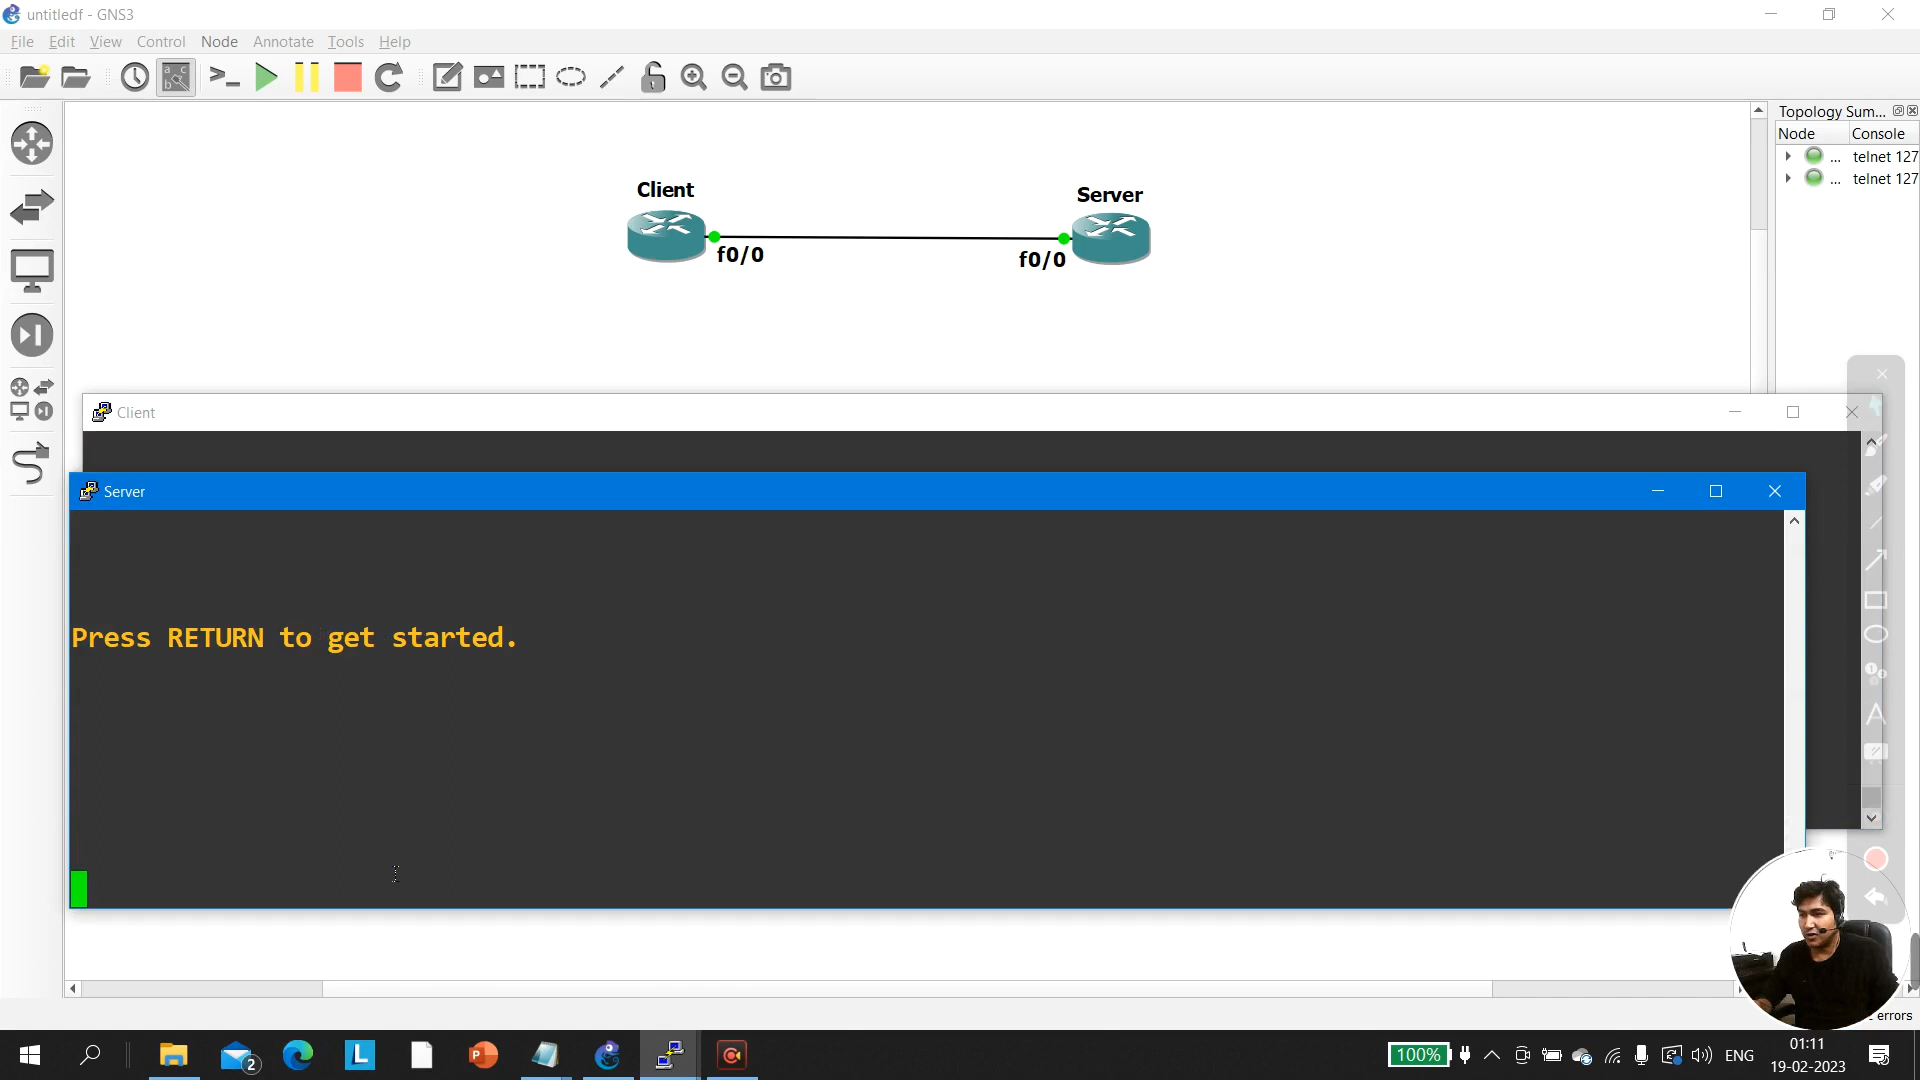 untitledf - GNS3
File Edit View Control Node Annotate Tools Help
Topology Sum...
Node Console
... telnet 127
... telnet 127
Client
Server
f0/0
f0/0
Client
Server
Press RETURN to get started.
errors
100%
ENG
01:11
19-02-2023
2